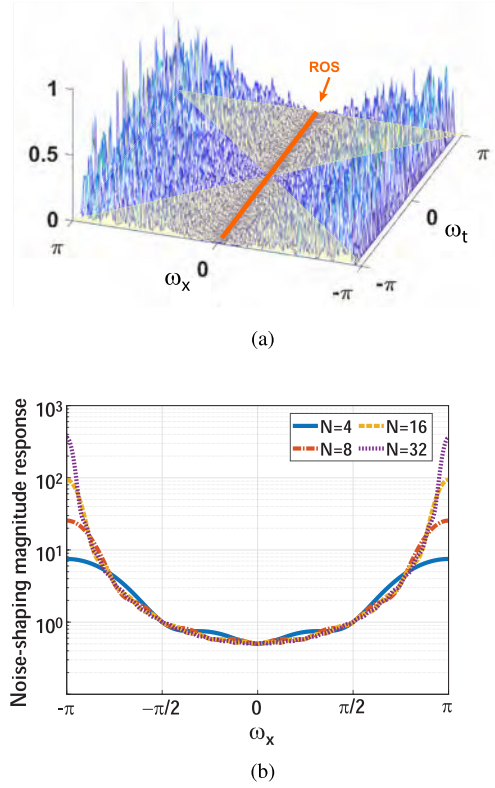 ROS
1
0.5
0
π
0
-π
ωx
-π
0
π
ωt
(a)
Noise-shaping magnitude response
10³
10²
10¹
10⁰
N=4 N=16
N=8 N=32
-π −π/2 0 π/2 π
ωx
(b)